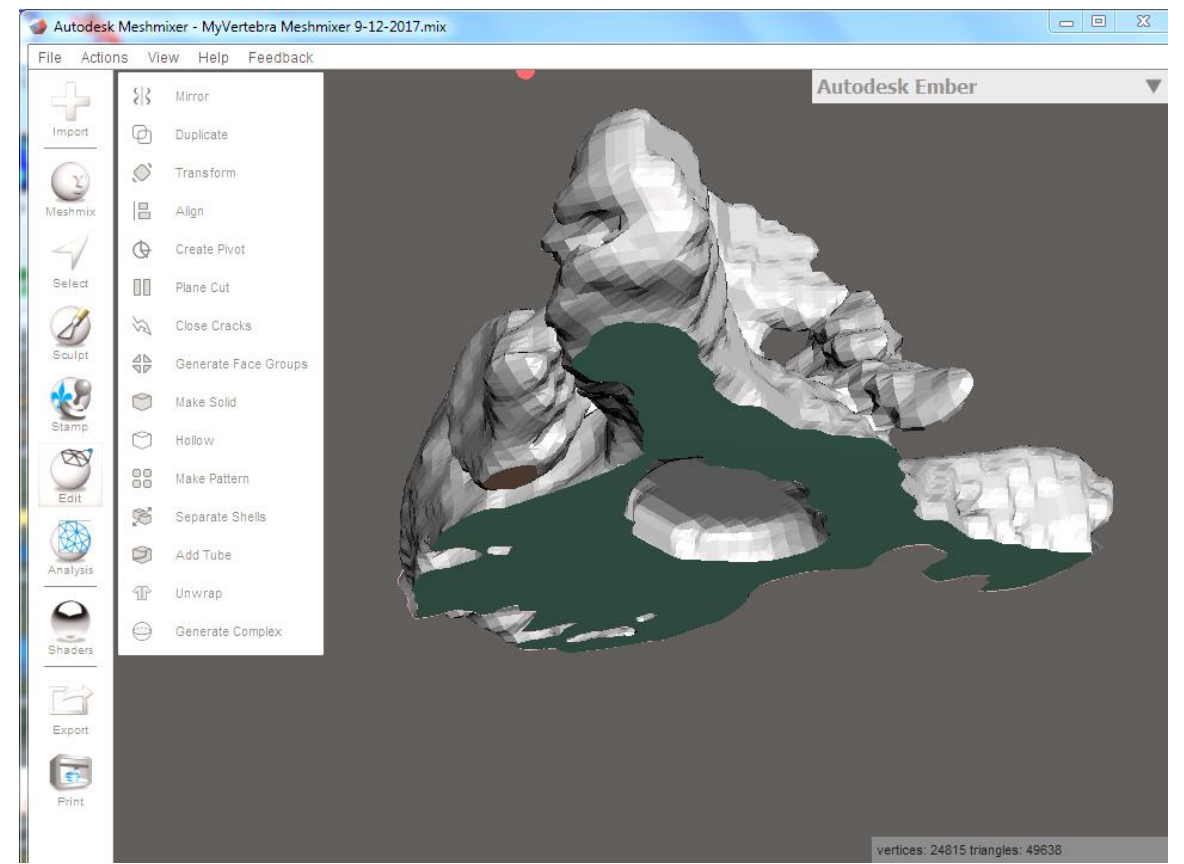 Autodesk Meshmixer - MyVertebra Meshmixer 9-12-2017.mix
File Actions View Help Feedback
Import
Meshmix
Select
Sculpt
Stamp
Edit
Analysis
Shaders
Export
Print
Mirror
Duplicate
Transform
Align
Create Pivot
Plane Cut
Close Cracks
Generate Face Groups
Make Solid
Hollow
Make Pattern
Separate Shells
Add Tube
Unwrap
Generate Complex
Autodesk Ember
vertices: 24815 triangles: 49638